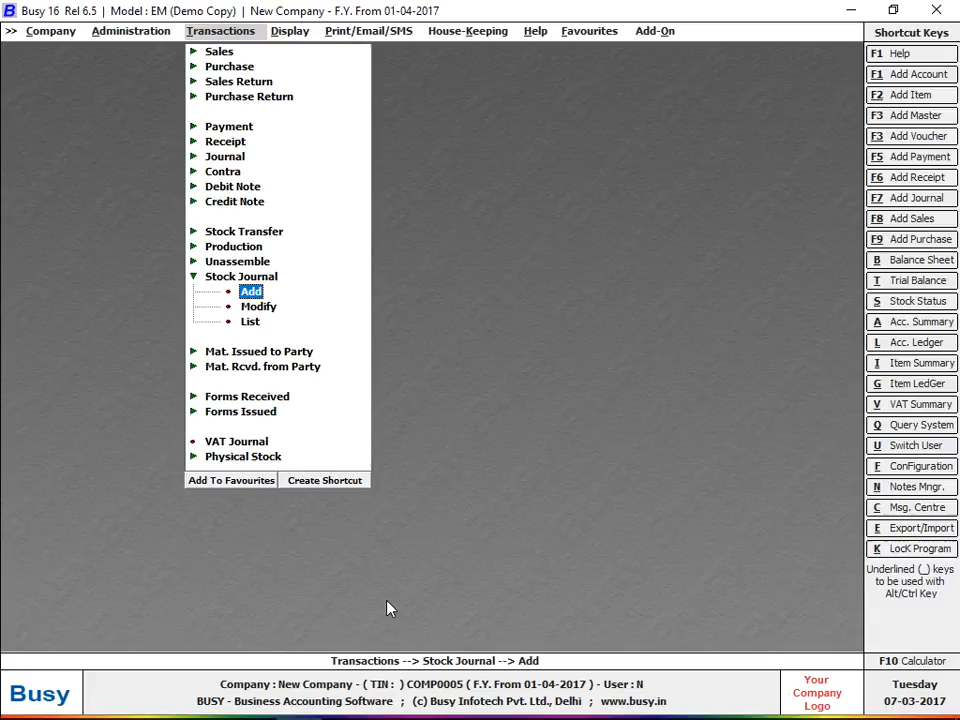 Busy 16 Rel 6.5 | Model : EM (Demo Copy) | New Company - F.Y. From 01-04-2017
>> Company Administration Transactions Display Print/Email/SMS House-Keeping Help Favourites Add-On
Sales
Purchase
Sales Return
Purchase Return
Payment
Receipt
Journal
Contra
Debit Note
Credit Note
Stock Transfer
Production
Unassemble
Stock Journal
Add
Modify
List
Mat. Issued to Party
Mat. Rcvd. from Party
Forms Received
Forms Issued
VAT Journal
Physical Stock
Add To Favourites Create Shortcut
Shortcut Keys
F1 Help
F1 Add Account
F2 Add Item
F3 Add Master
F3 Add Voucher
F5 Add Payment
F6 Add Receipt
F7 Add Journal
F8 Add Sales
F9 Add Purchase
B Balance Sheet
T Trial Balance
S Stock Status
A Acc. Summary
L Acc. Ledger
I Item Summary
G Item LedGer
V VAT Summary
Q Query System
U Switch User
F ConFiguration
N Notes Mngr.
C Msg. Centre
E Export/Import
K LocK Program
Underlined (_) keys
to be used with
Alt/Ctrl Key
Transactions --> Stock Journal --> Add
F10 Calculator
Busy
Company : New Company - ( TIN : ) COMP0005 ( F.Y. From 01-04-2017 ) - User : N
BUSY - Business Accounting Software ; (c) Busy Infotech Pvt. Ltd., Delhi ; www.busy.in
Your
Company
Logo
Tuesday
07-03-2017